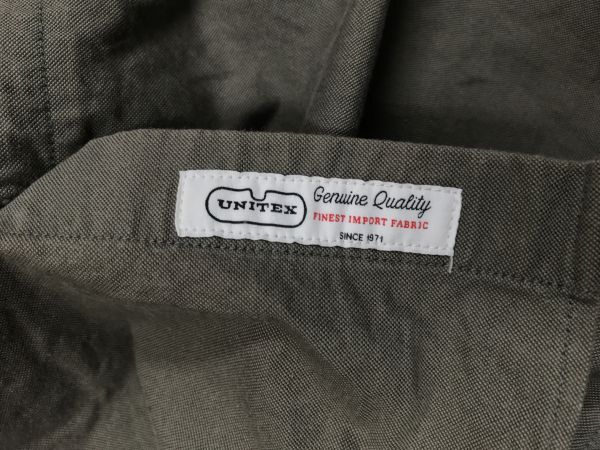 UNITEX
Genuine Quality
FINEST IMPORT FABRIC
SINCE 1971